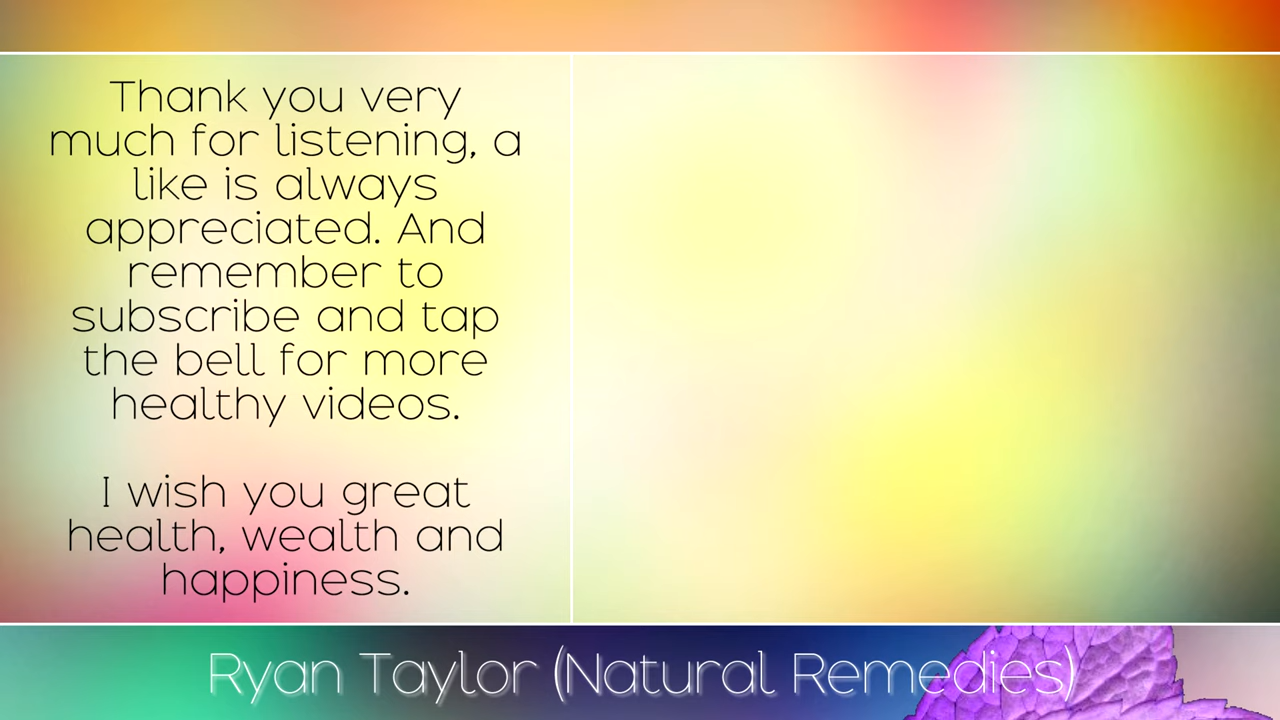 Thank you very
much for listening, a
like is always
appreciated. And
remember to
subscribe and tap
the bell for more
healthy videos.
I wish you great
health, wealth and
happiness.
Ryan Taylor (Natural Remedies)